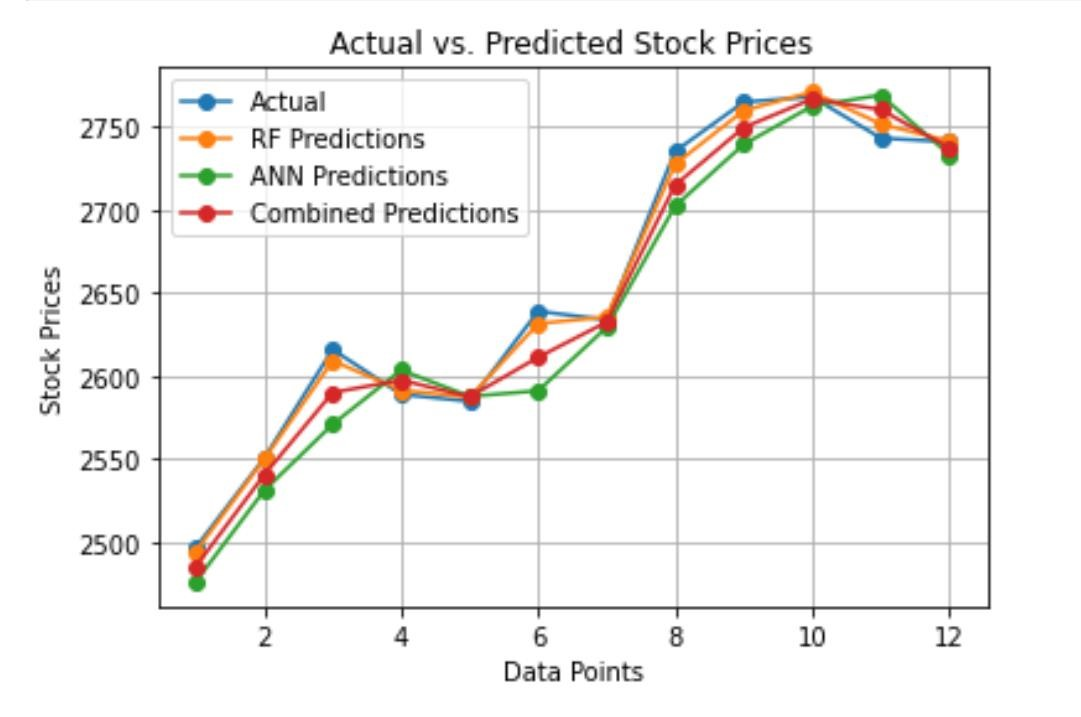 Actual vs. Predicted Stock Prices
Actual
RF Predictions
ANN Predictions
Combined Predictions
Stock Prices
2750
2700
2650
2600
2550
2500
2 4 6 8 10 12
Data Points